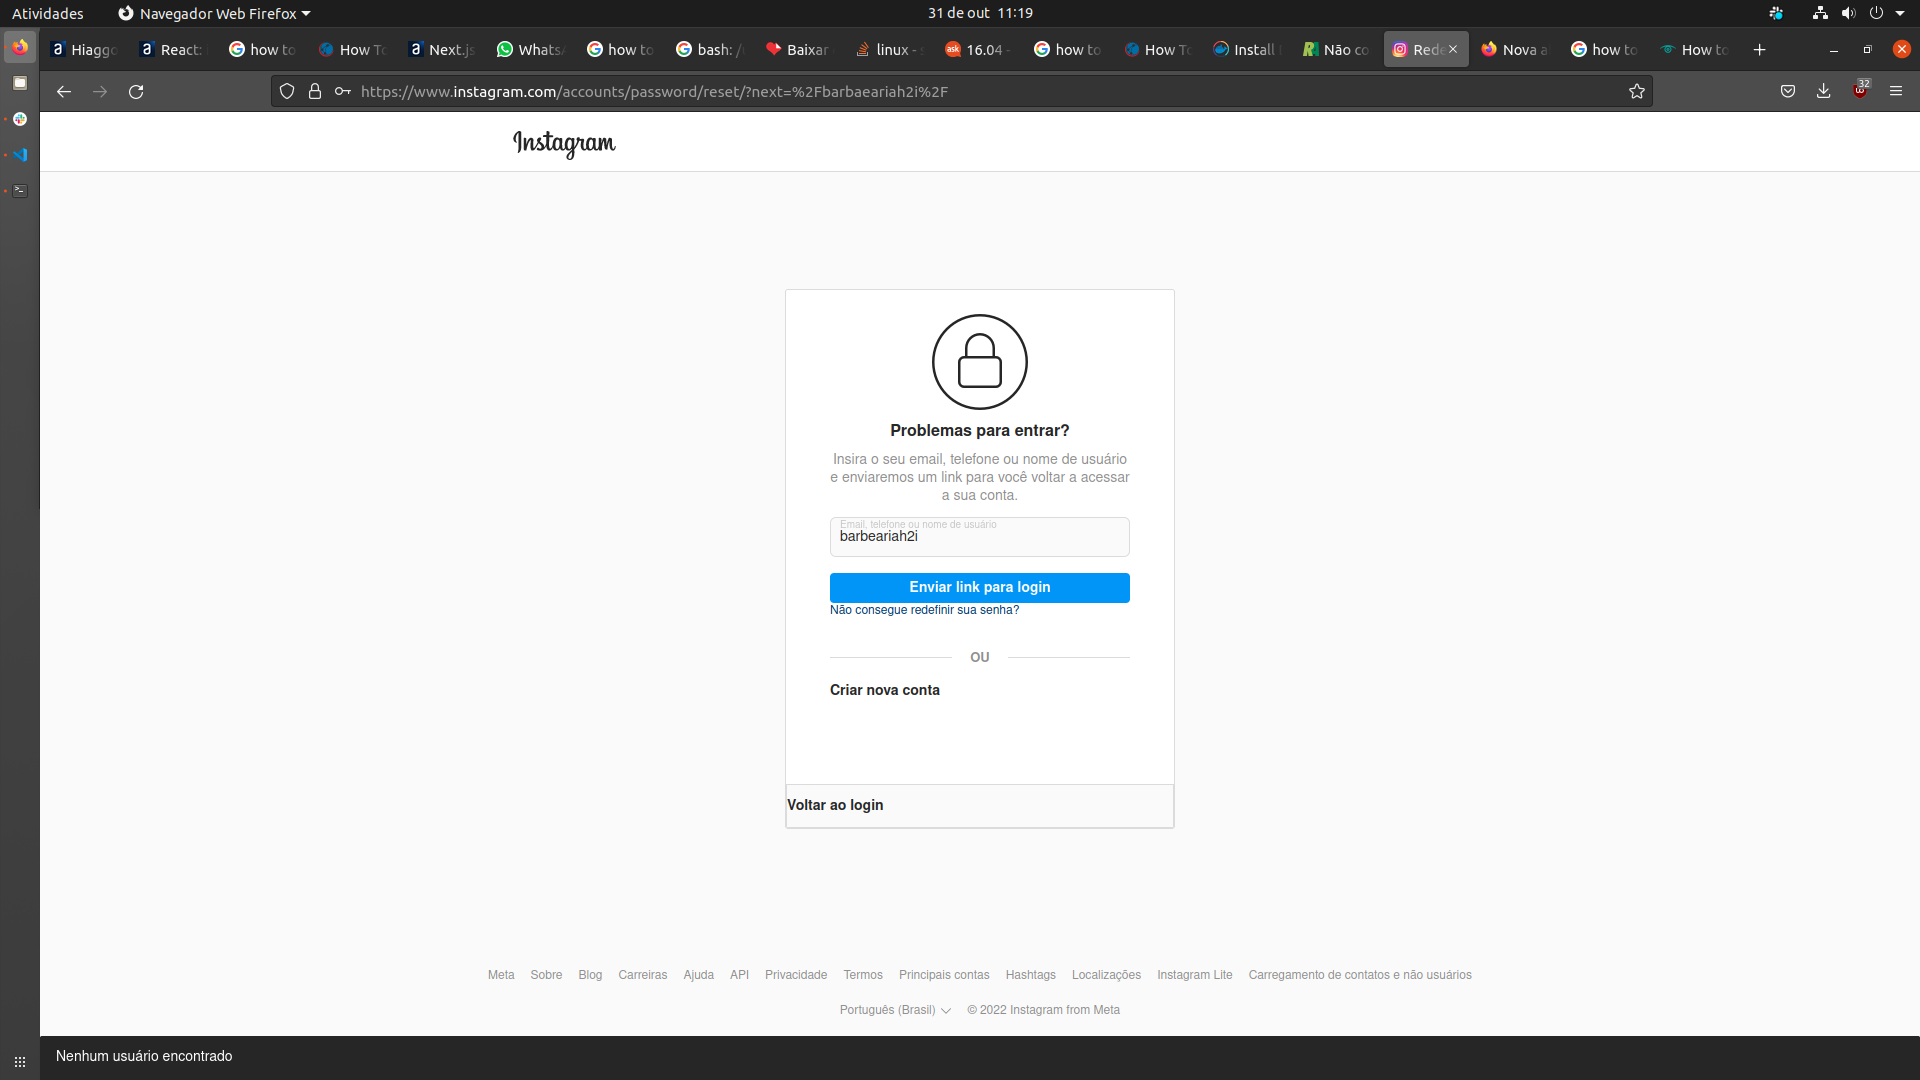 Atividades
Navegador Web Firefox
31 de out 11:19
Hiaggo
React:
how to
How To
Next.js
WhatsA
how to
bash: /
Baixar
linux - s
16.04 -
how to
How To
Install
Não co
Rede
Nova a
how to
How to
https://www.instagram.com/accounts/password/reset/?next=%2Fbarbaeariah2i%2F
32
Instagram
Problemas para entrar?
Insira o seu email, telefone ou nome de usuário
e enviaremos um link para você voltar a acessar
a sua conta.
Email, telefone ou nome de usuário
barbeariah2i
Enviar link para login
Não consegue redefinir sua senha?
OU
Criar nova conta
Voltar ao login
Meta Sobre Blog Carreiras Ajuda API Privacidade Termos Principais contas Hashtags Localizações Instagram Lite Carregamento de contatos e não usuários
Português (Brasil) © 2022 Instagram from Meta
Nenhum usuário encontrado